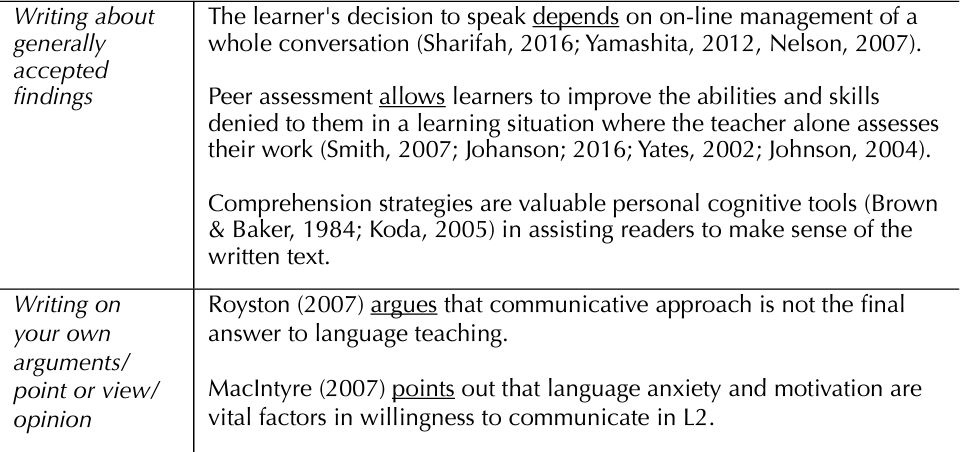 Writing about
generally
accepted
findings
The learner's decision to speak depends on on-line management of a
whole conversation (Sharifah, 2016; Yamashita, 2012, Nelson, 2007).
Peer assessment allows learners to improve the abilities and skills
denied to them in a learning situation where the teacher alone assesses
their work (Smith, 2007; Johanson; 2016; Yates, 2002; Johnson, 2004).
Comprehension strategies are valuable personal cognitive tools (Brown
& Baker, 1984; Koda, 2005) in assisting readers to make sense of the
written text.
Writing on
your own
arguments/
point or view/
opinion
Royston (2007) argues that communicative approach is not the final
answer to language teaching.
MacIntyre (2007) points out that language anxiety and motivation are
vital factors in willingness to communicate in L2.